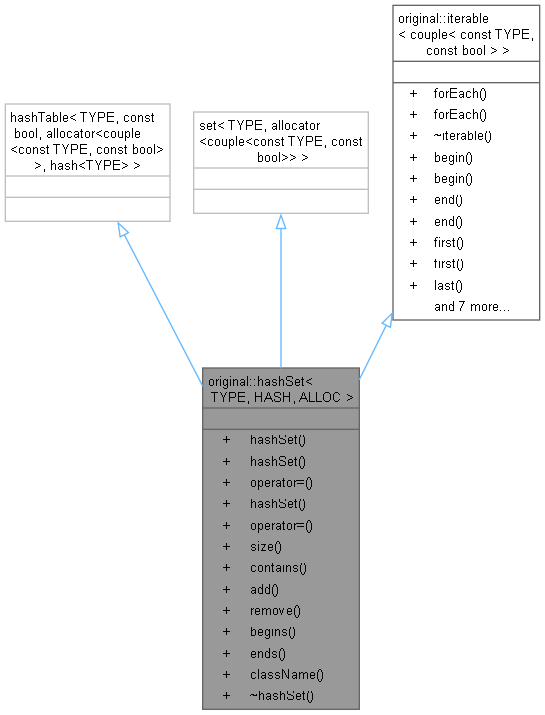 original::iterable
< couple< const TYPE,
const bool > >
+ forEach()
+ forEach()
+ ~iterable()
+ begin()
+ begin()
+ end()
+ end()
+ first()
+ first()
+ last()
and 7 more...
hashTable< TYPE, const
bool, allocator<couple
<const TYPE, const bool>
>, hash<TYPE> >
set< TYPE, allocator
<couple<const TYPE, const
bool>> >
original::hashSet<
TYPE, HASH, ALLOC >
+ hashSet()
+ hashSet()
+ operator=()
+ hashSet()
+ operator=()
+ size()
+ contains()
+ add()
+ remove()
+ begins()
+ ends()
+ className()
+ ~hashSet()